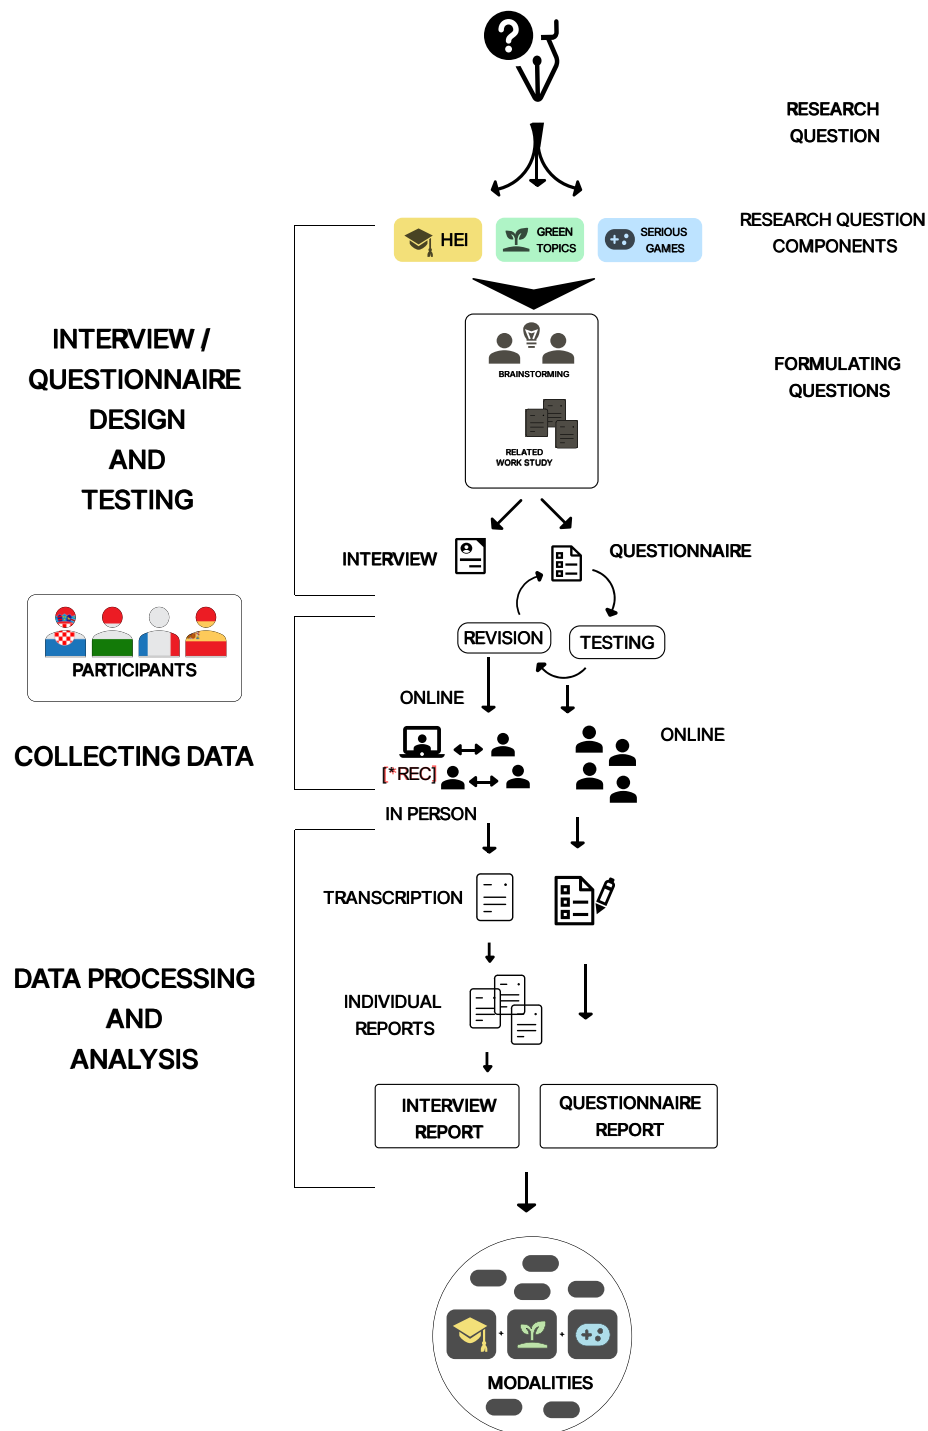 ?
RESEARCH
QUESTION
HEI
GREEN
TOPICS
SERIOUS
GAMES
RESEARCH QUESTION
COMPONENTS
INTERVIEW /
QUESTIONNAIRE
DESIGN
AND
TESTING
BRAINSTORMING
RELATED
WORK STUDY
FORMULATING
QUESTIONS
INTERVIEW
QUESTIONNAIRE
PARTICIPANTS
REVISION
TESTING
COLLECTING DATA
ONLINE
ONLINE
[*REC]
IN PERSON
DATA PROCESSING
AND
ANALYSIS
TRANSCRIPTION
INDIVIDUAL
REPORTS
INTERVIEW
REPORT
QUESTIONNAIRE
REPORT
MODALITIES